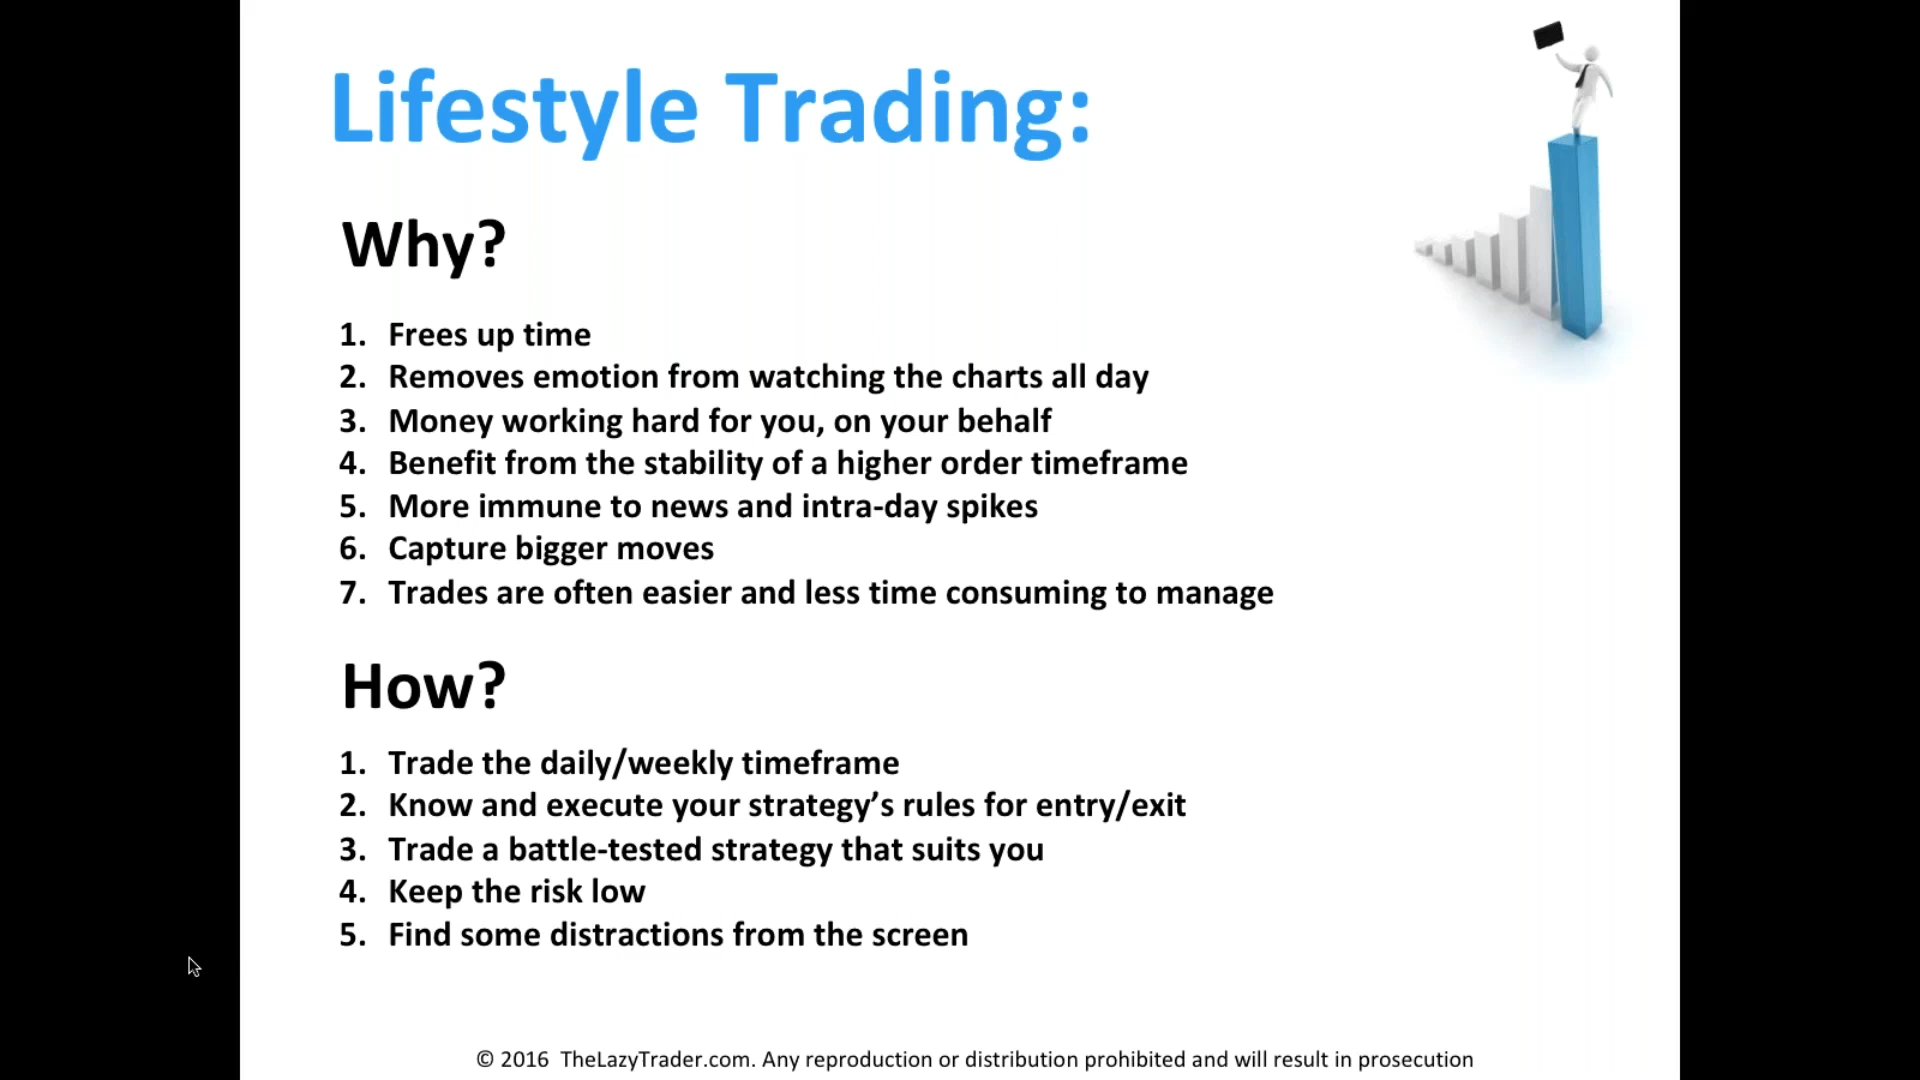 Lifestyle Trading:
Why?
1. Frees up time
2. Removes emotion from watching the charts all day
3. Money working hard for you, on your behalf
4. Benefit from the stability of a higher order timeframe
5. More immune to news and intra-day spikes
6. Capture bigger moves
7. Trades are often easier and less time consuming to manage
How?
1. Trade the daily/weekly timeframe
2. Know and execute your strategy’s rules for entry/exit
3. Trade a battle-tested strategy that suits you
4. Keep the risk low
5. Find some distractions from the screen
© 2016 TheLazyTrader.com. Any reproduction or distribution prohibited and will result in prosecution